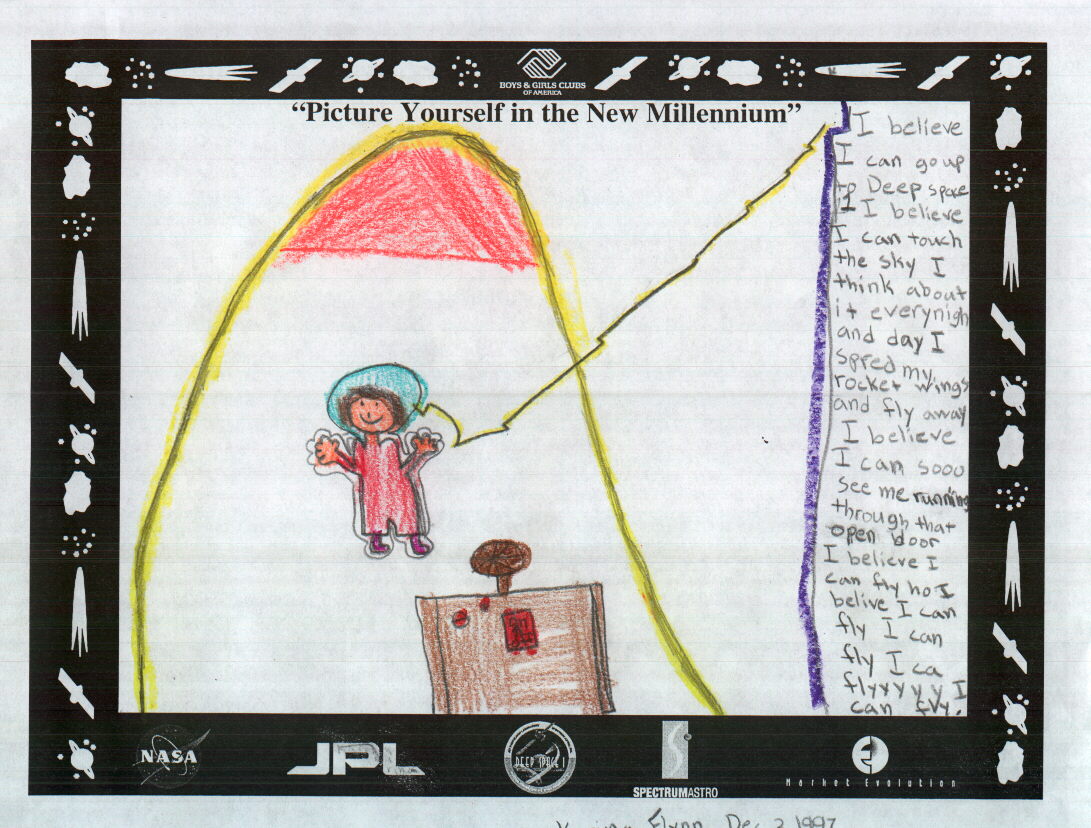 BOYS & GIRLS CLUBS
OF AMERICA
“Picture Yourself in the New Millennium”
I believe
I can go up
to Deep space
1 I believe
I can touch
the sky I
think about
it everynigh
and day I
spred my
rocket wings
and fly away
I believe
I can sooo
see me running
through that
open door
I believe I
can fly ho I
belive I can
fly I can
fly I ca
flyyyyy I
can fly.
NASA
JPL
DEEP SPACE 1
SPECTRUMASTRO
Market Evolution
Flynn Dec 2 1997